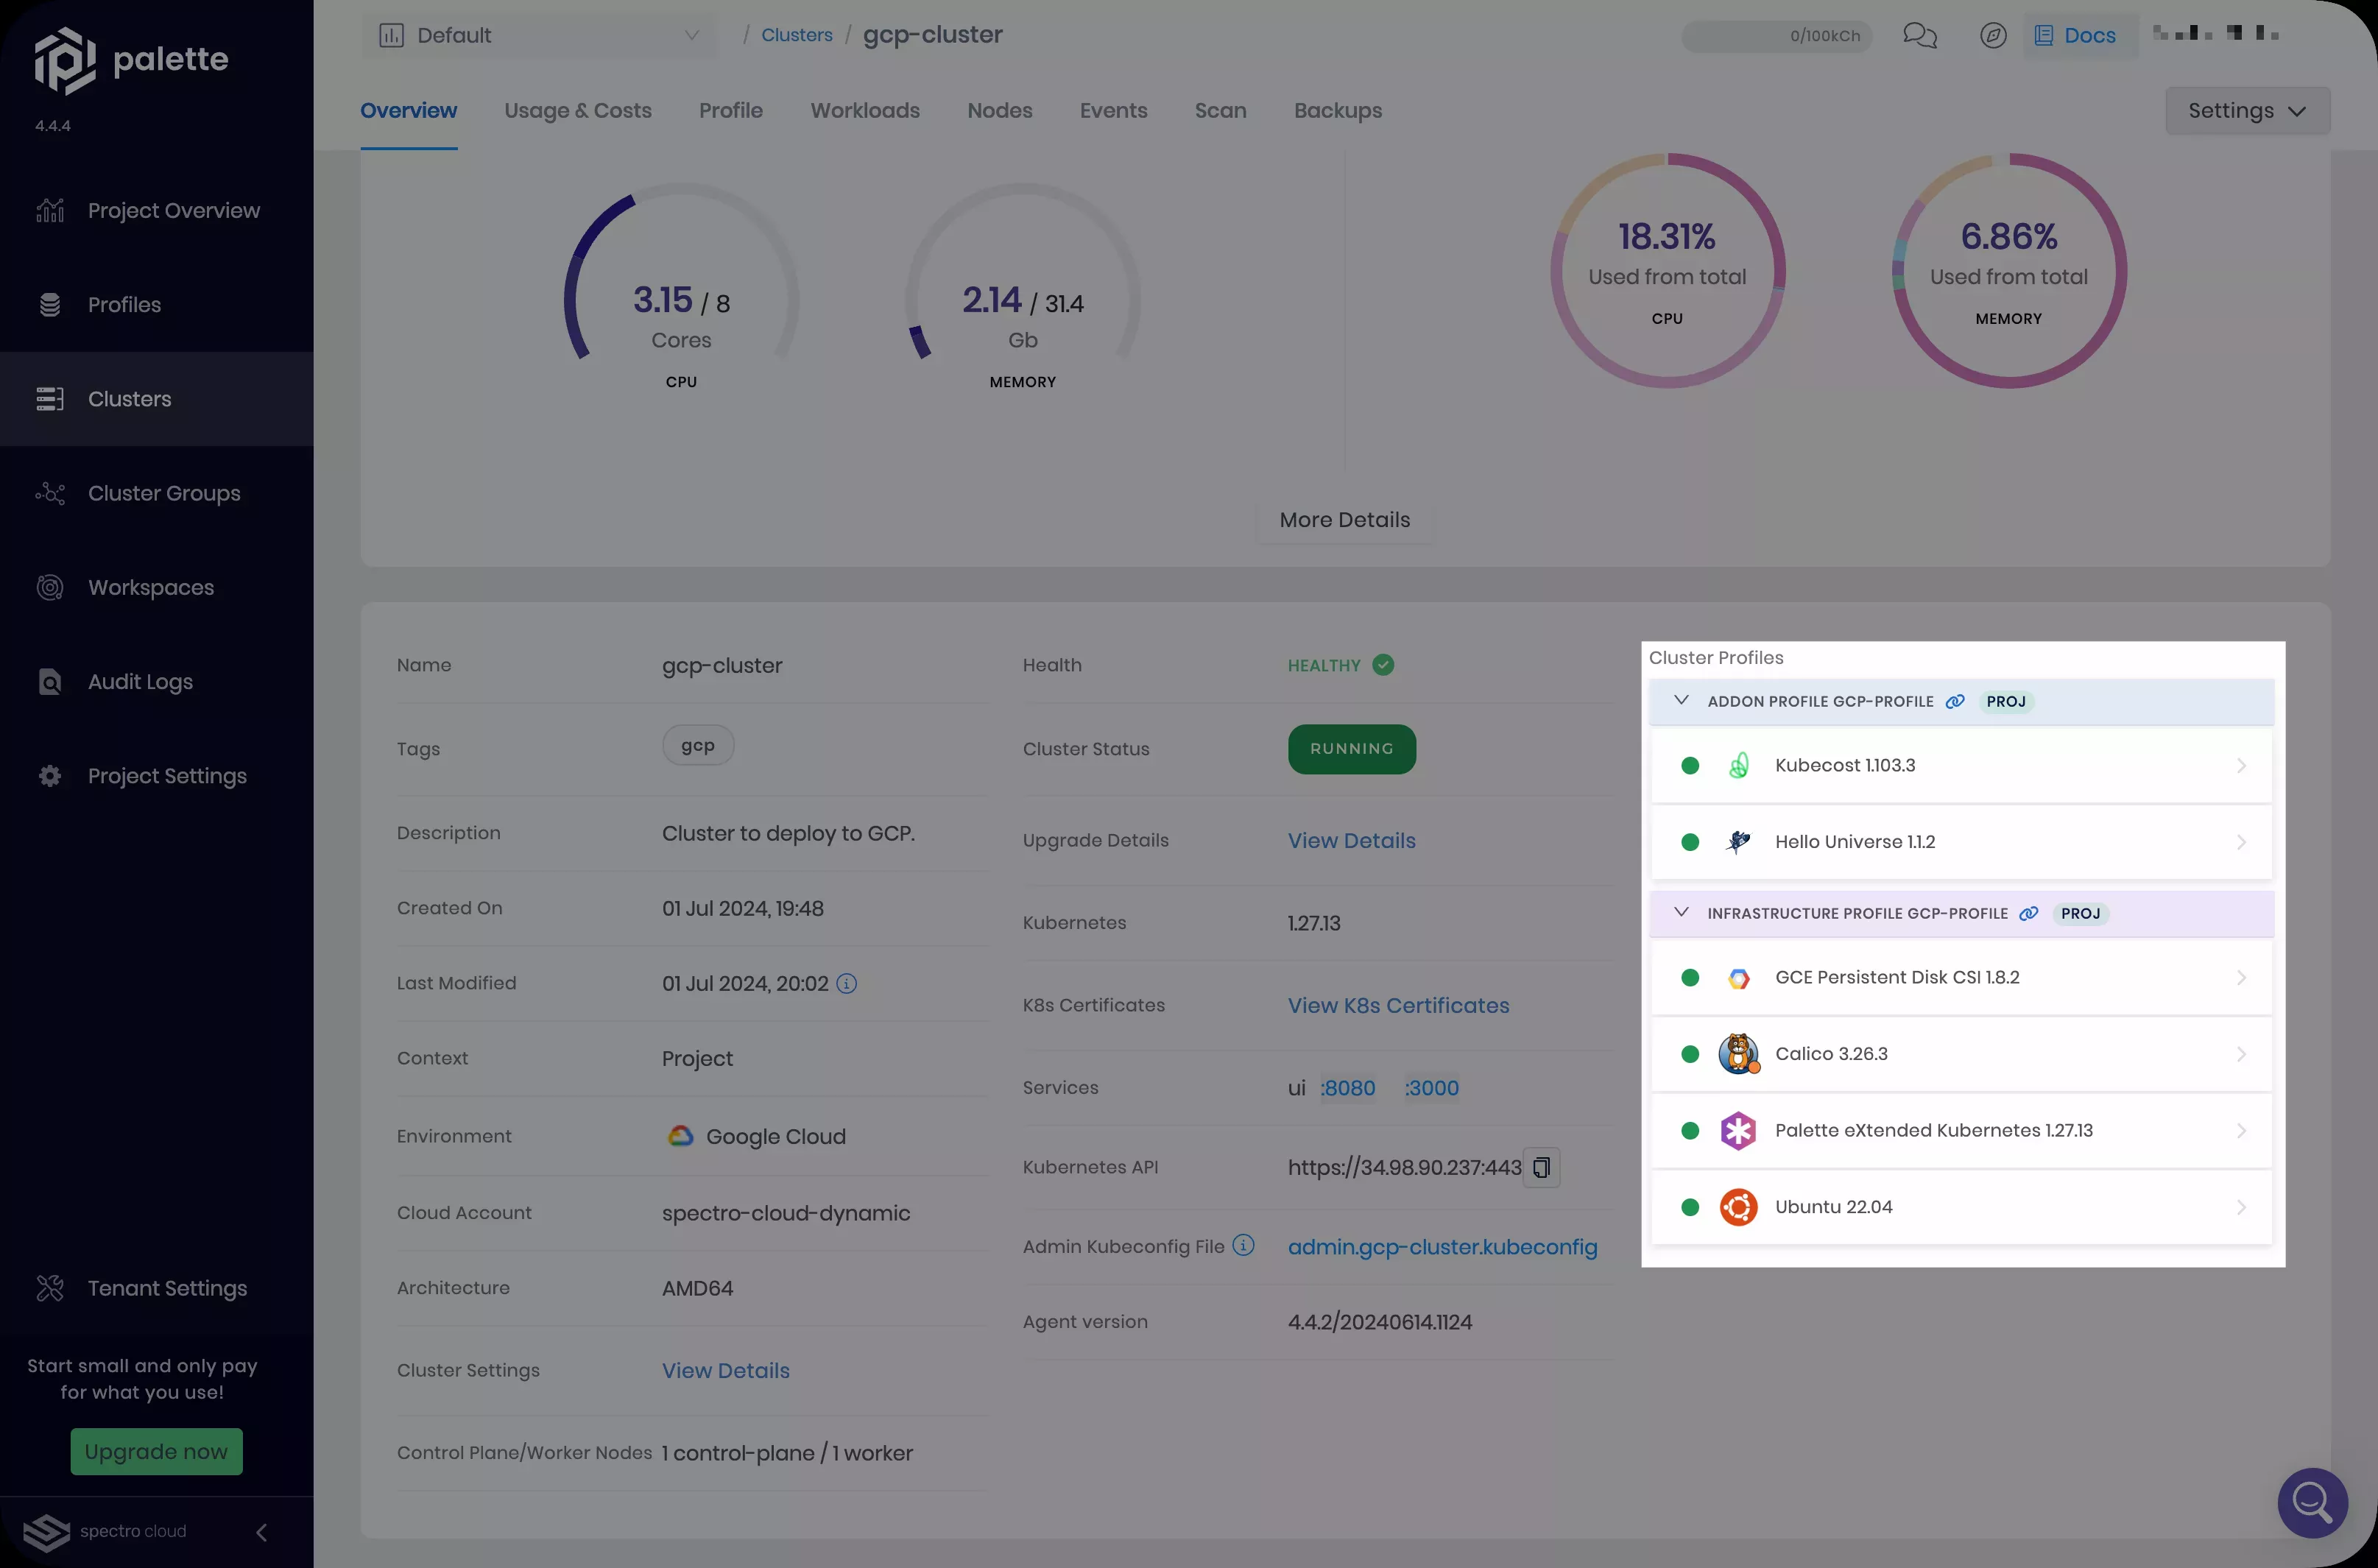 palette
4.4.4
Project Overview
Profiles
Clusters
Cluster Groups
Workspaces
Audit Logs
Project Settings
Tenant Settings
Start small and only pay
for what you use!
Upgrade now
spectro cloud
Default
/ Clusters / gcp-cluster
0/100kCh
Docs
Overview
Usage & Costs
Profile
Workloads
Nodes
Events
Scan
Backups
Settings
3.15 / 8
Cores
CPU
2.14 / 31.4
Gb
MEMORY
18.31%
Used from total
CPU
6.86%
Used from total
MEMORY
More Details
Name gcp-cluster
Tags gcp
Description Cluster to deploy to GCP.
Created On 01 Jul 2024, 19:48
Last Modified 01 Jul 2024, 20:02
Context Project
Environment Google Cloud
Cloud Account spectro-cloud-dynamic
Architecture AMD64
Cluster Settings View Details
Control Plane/Worker Nodes 1 control-plane / 1 worker
Health HEALTHY
Cluster Status RUNNING
Upgrade Details View Details
Kubernetes 1.27.13
K8s Certificates View K8s Certificates
Services ui :8080 :3000
Kubernetes API https://34.98.90.237:443
Admin Kubeconfig File admin.gcp-cluster.kubeconfig
Agent version 4.4.2/20240614.1124
Cluster Profiles
ADDON PROFILE GCP-PROFILE PROJ
Kubecost 1.103.3
Hello Universe 1.1.2
INFRASTRUCTURE PROFILE GCP-PROFILE PROJ
GCE Persistent Disk CSI 1.8.2
Calico 3.26.3
Palette eXtended Kubernetes 1.27.13
Ubuntu 22.04